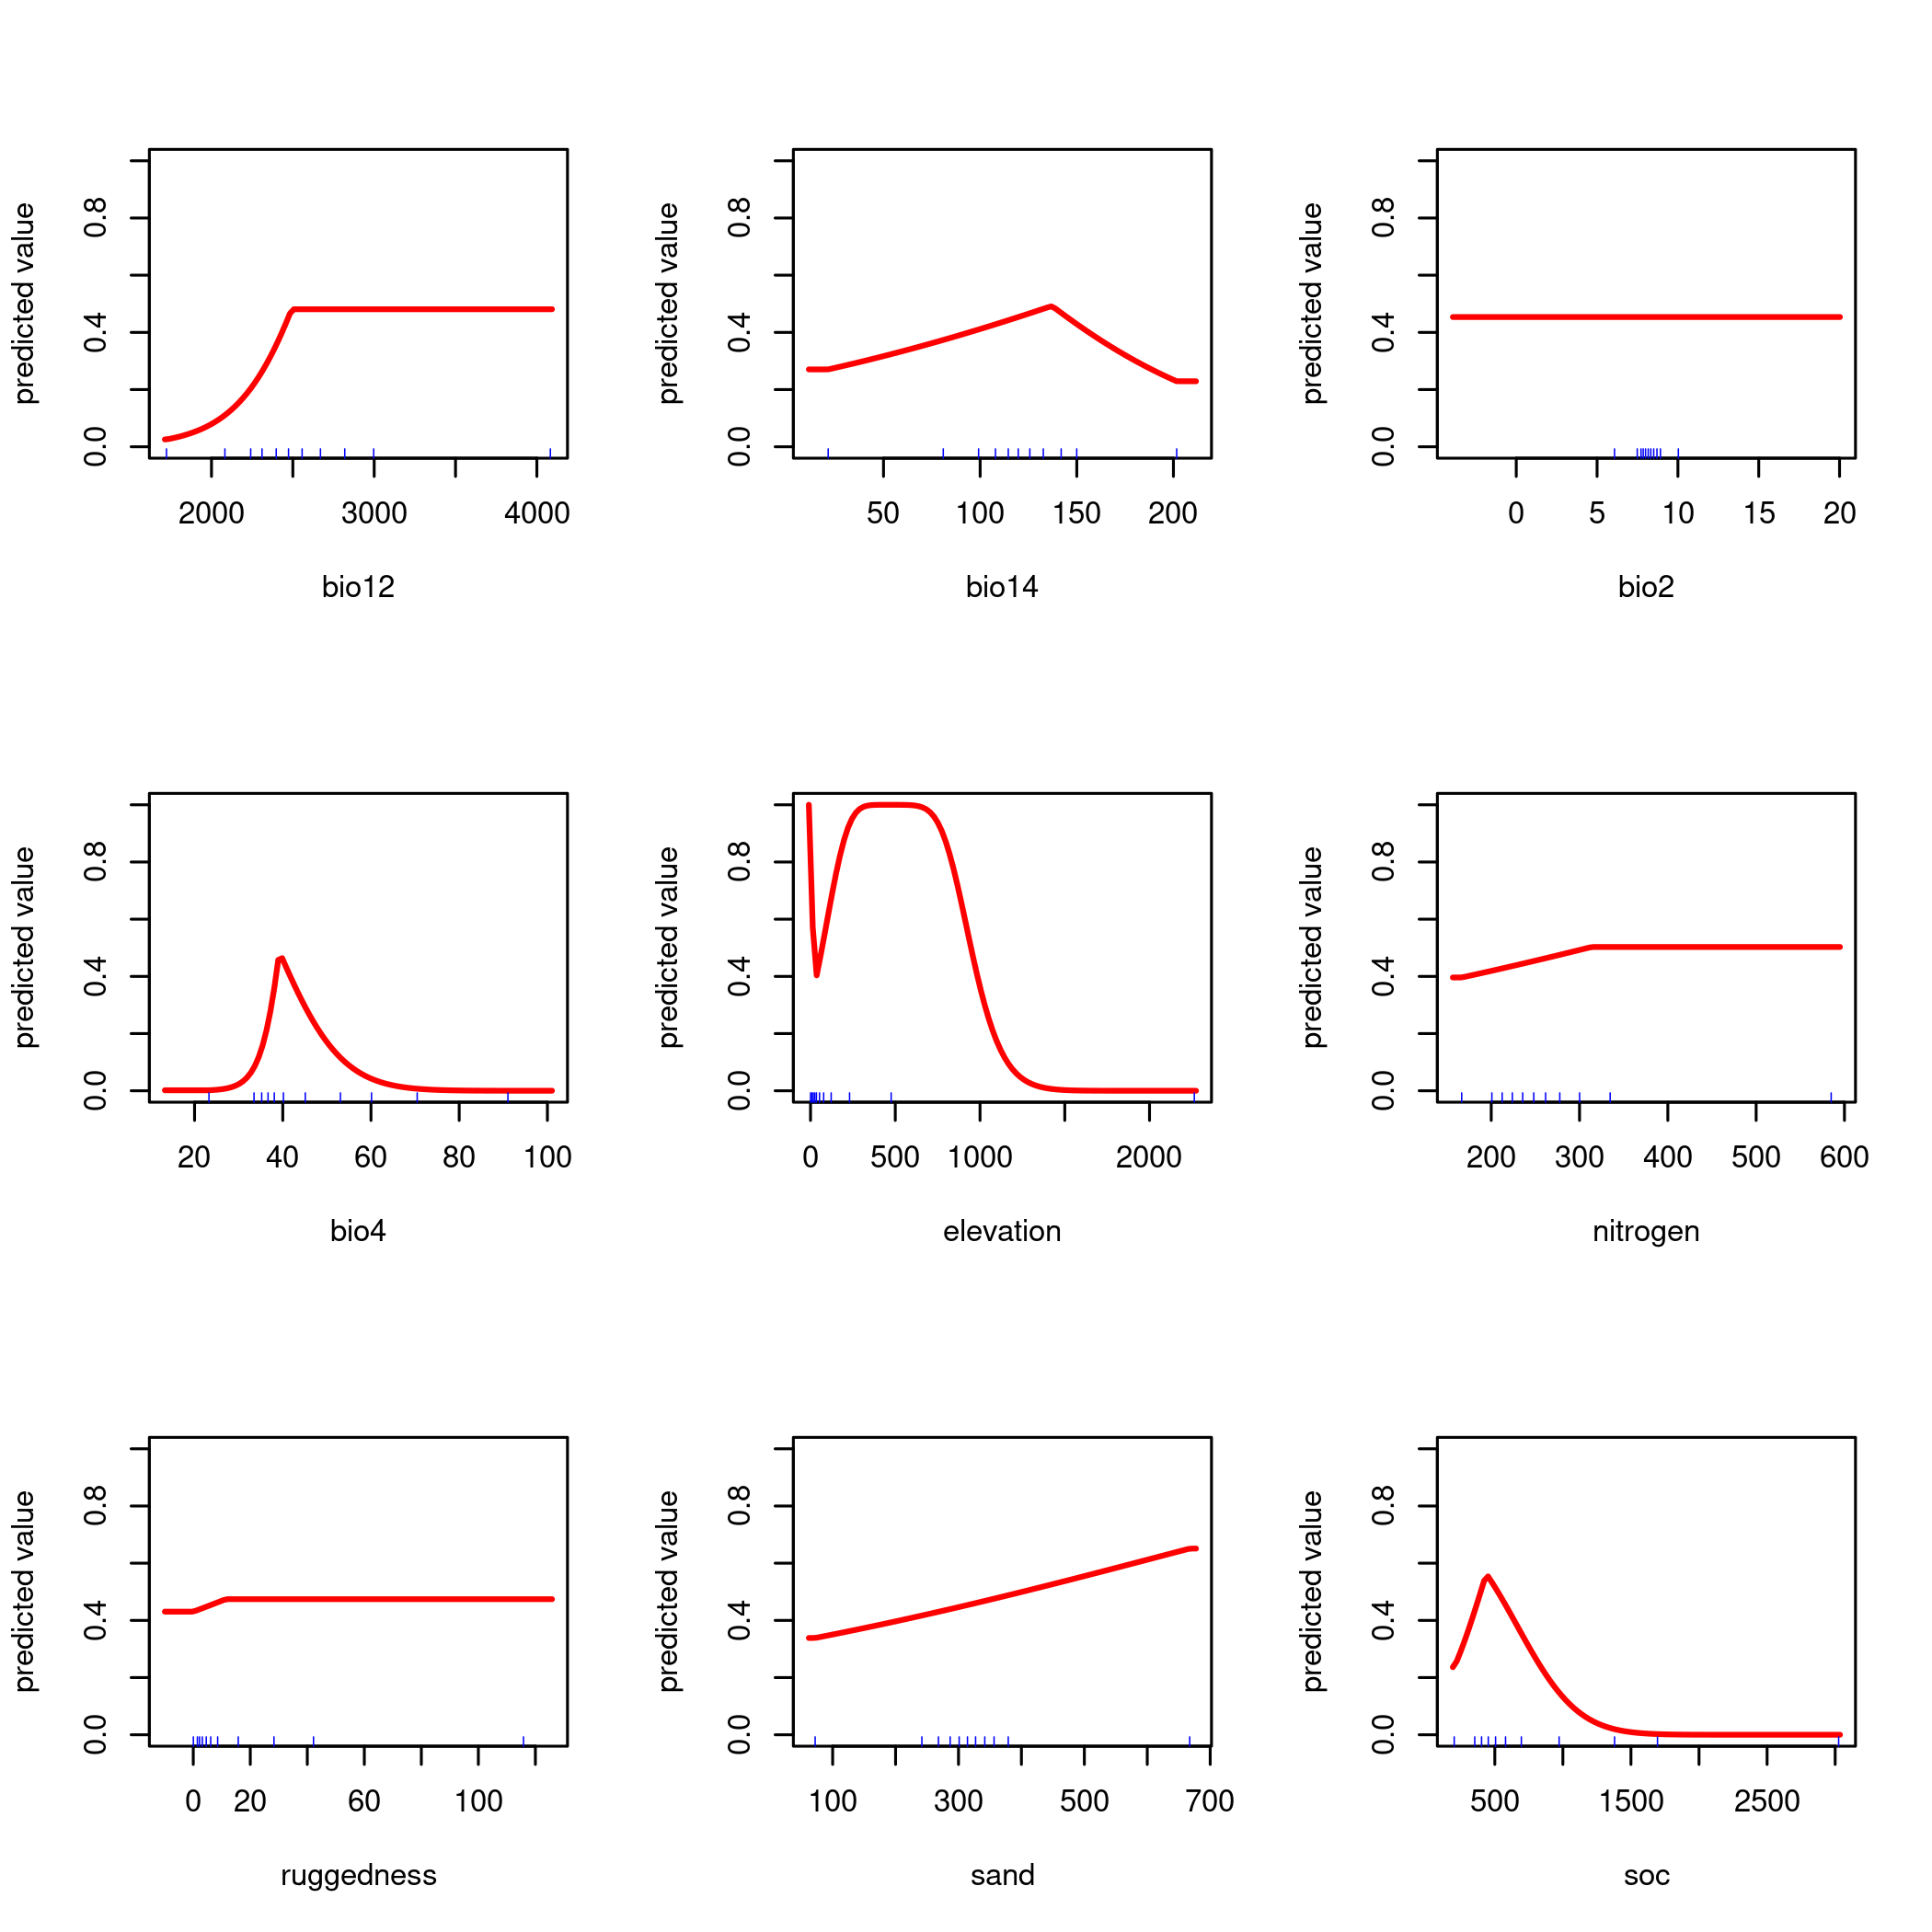 predicted value
0.0 0.4 0.8
2000 3000 4000
bio12
predicted value
0.0 0.4 0.8
50 100 150 200
bio14
predicted value
0.0 0.4 0.8
0 5 10 15 20
bio2
predicted value
0.0 0.4 0.8
20 40 60 80 100
bio4
predicted value
0.0 0.4 0.8
0 500 1000 2000
elevation
predicted value
0.0 0.4 0.8
200 300 400 500 600
nitrogen
predicted value
0.0 0.4 0.8
0 20 60 100
ruggedness
predicted value
0.0 0.4 0.8
100 300 500 700
sand
predicted value
0.0 0.4 0.8
500 1500 2500
soc